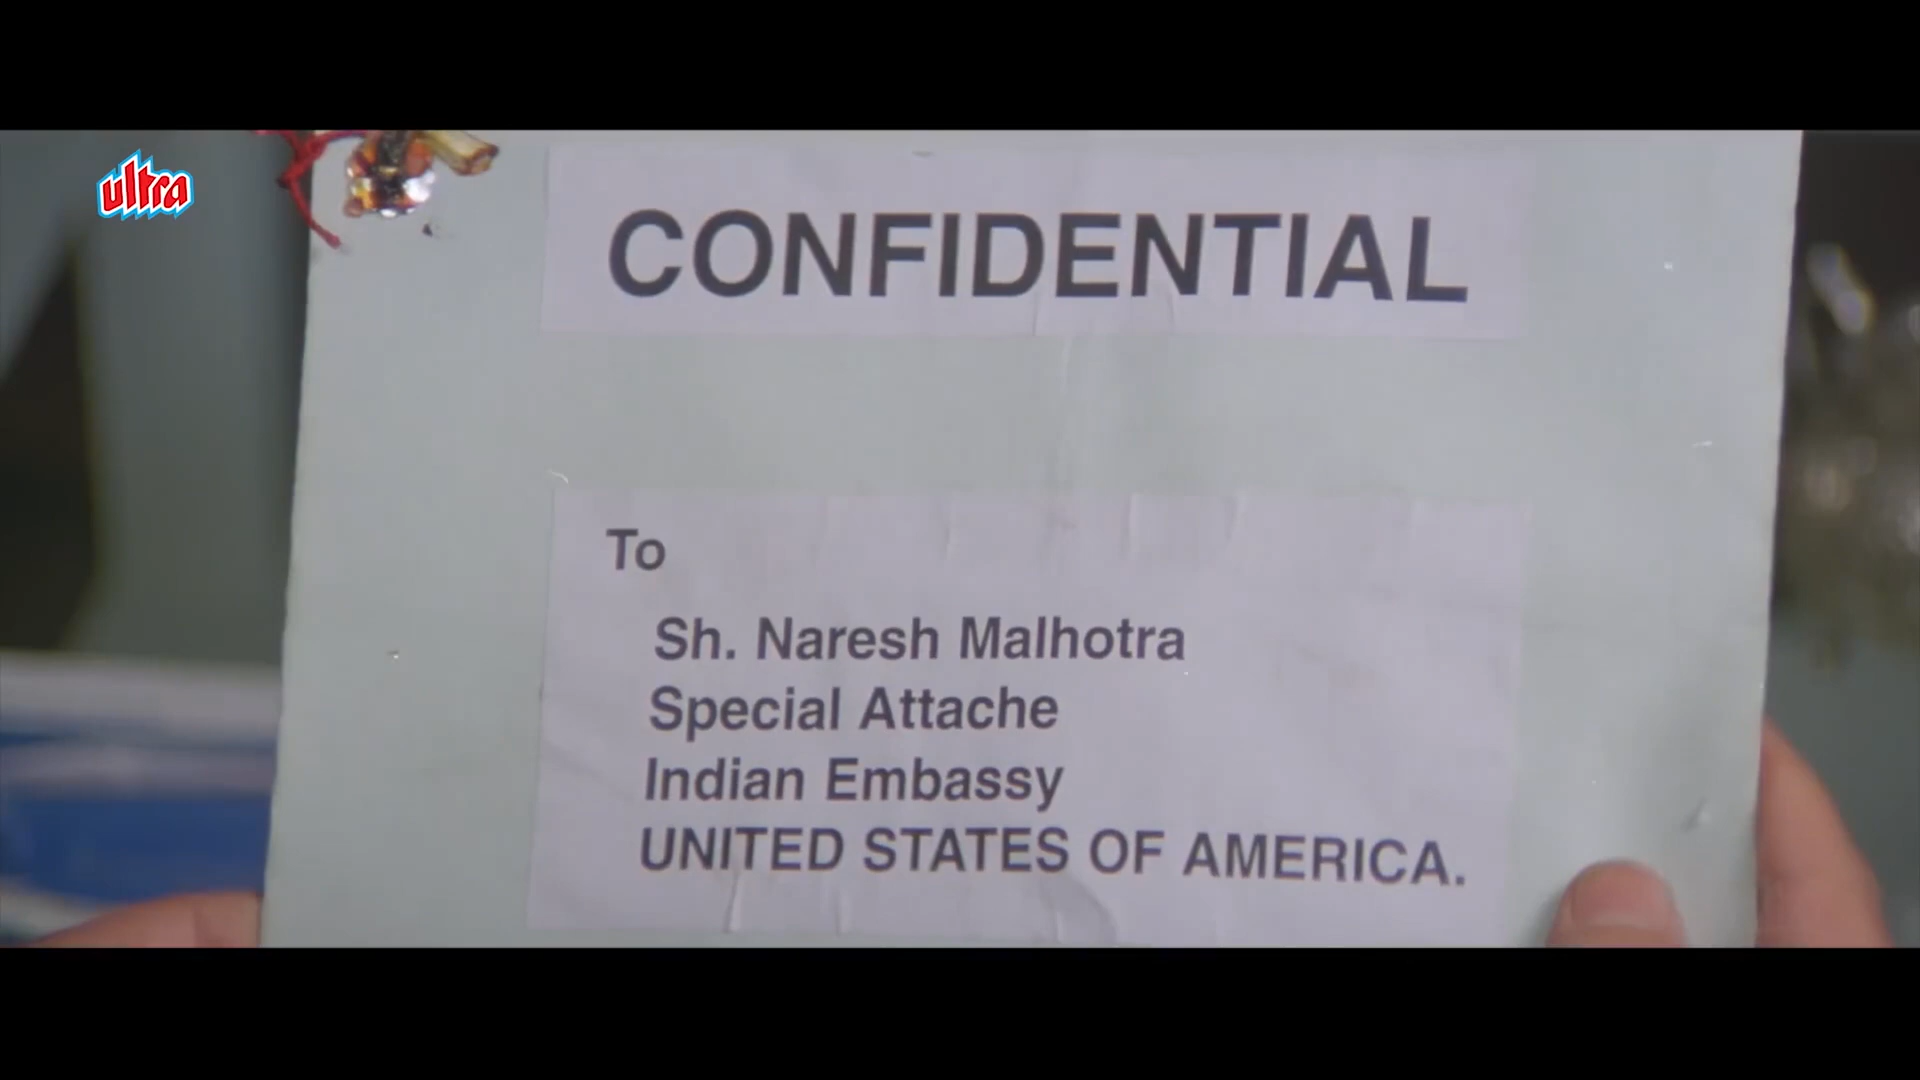 ultra
CONFIDENTIAL
To
Sh. Naresh Malhotra
Special Attache
Indian Embassy
UNITED STATES OF AMERICA.